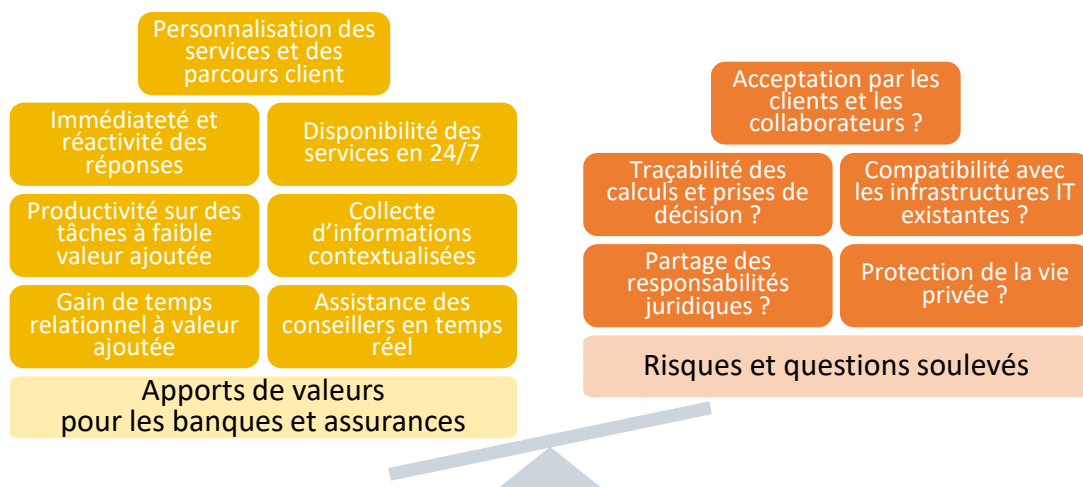 Personnalisation des
services et des
parcours client
Immédiateté et
réactivité des
réponses
Disponibilité des
services en 24/7
Productivité sur des
tâches à faible
valeur ajoutée
Collecte
d'informations
contextualisées
Gain de temps
relationnel à valeur
ajoutée
Assistance des
conseillers en temps
réel
Apports de valeurs
pour les banques et assurances
Acceptation par les
clients et les
collaborateurs ?
Traçabilité des
calculs et prises de
décision ?
Compatibilité avec
les infrastructures IT
existantes ?
Partage des
responsabilités
juridiques ?
Protection de la vie
privée ?
Risques et questions soulevés